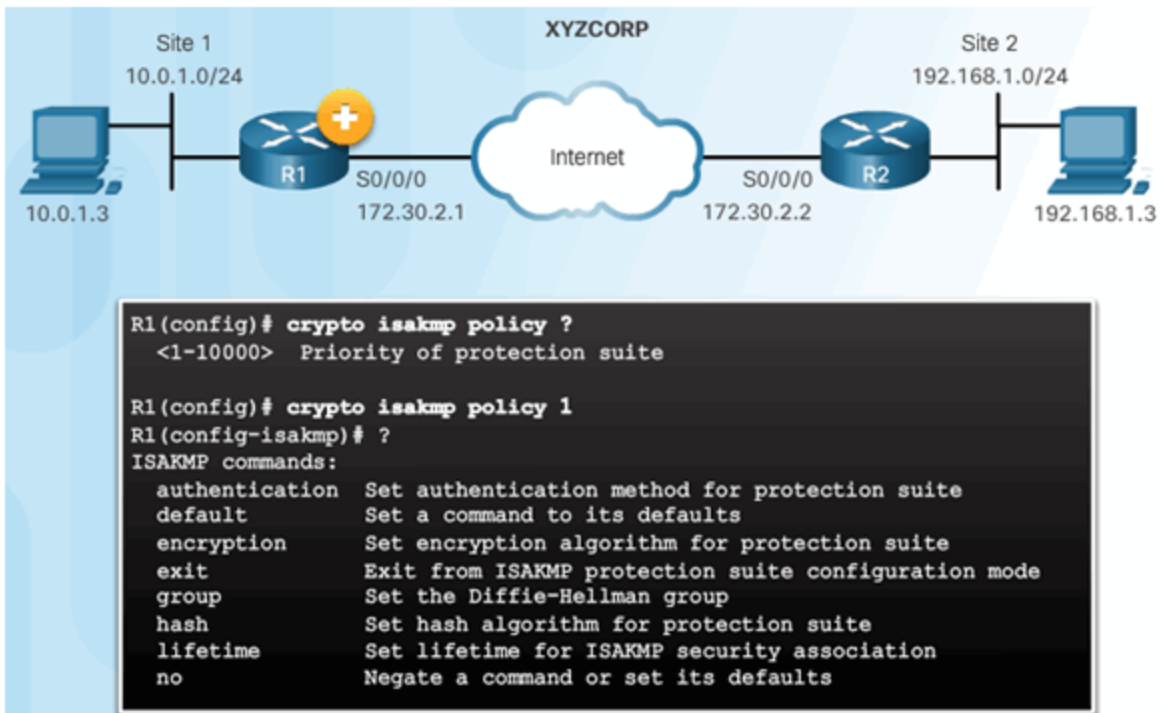 XYZCORP
Site 1
10.0.1.0/24
Site 2
192.168.1.0/24
Internet
R1
S0/0/0
172.30.2.1
S0/0/0
172.30.2.2
R2
10.0.1.3
192.168.1.3
R1(config)# crypto isakmp policy ?
<1-10000> Priority of protection suite
R1(config)# crypto isakmp policy 1
R1(config-isakmp)# ?
ISAKMP commands:
authentication Set authentication method for protection suite
default Set a command to its defaults
encryption Set encryption algorithm for protection suite
exit Exit from ISAKMP protection suite configuration mode
group Set the Diffie-Hellman group
hash Set hash algorithm for protection suite
lifetime Set lifetime for ISAKMP security association
no Negate a command or set its defaults